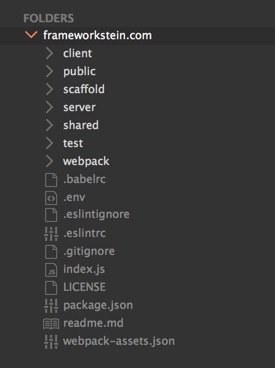 FOLDERS
frameworkstein.com
client
public
scaffold
server
shared
test
webpack
.babelrc
.env
.eslintignore
.eslintrc
.gitignore
index.js
LICENSE
package.json
readme.md
webpack-assets.json